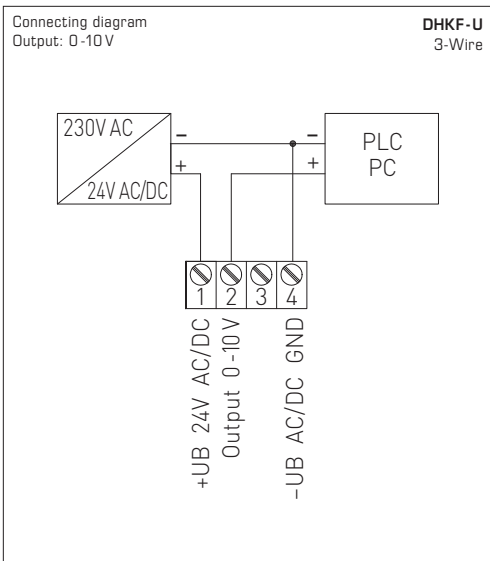 Connecting diagram
Output: 0-10 V
DHKF-U
3-Wire
230V AC
24V AC/DC
–
+
–
+
PLC
PC
1 2 3 4
+UB 24V AC/DC
Output 0-10 V
–UB AC/DC GND